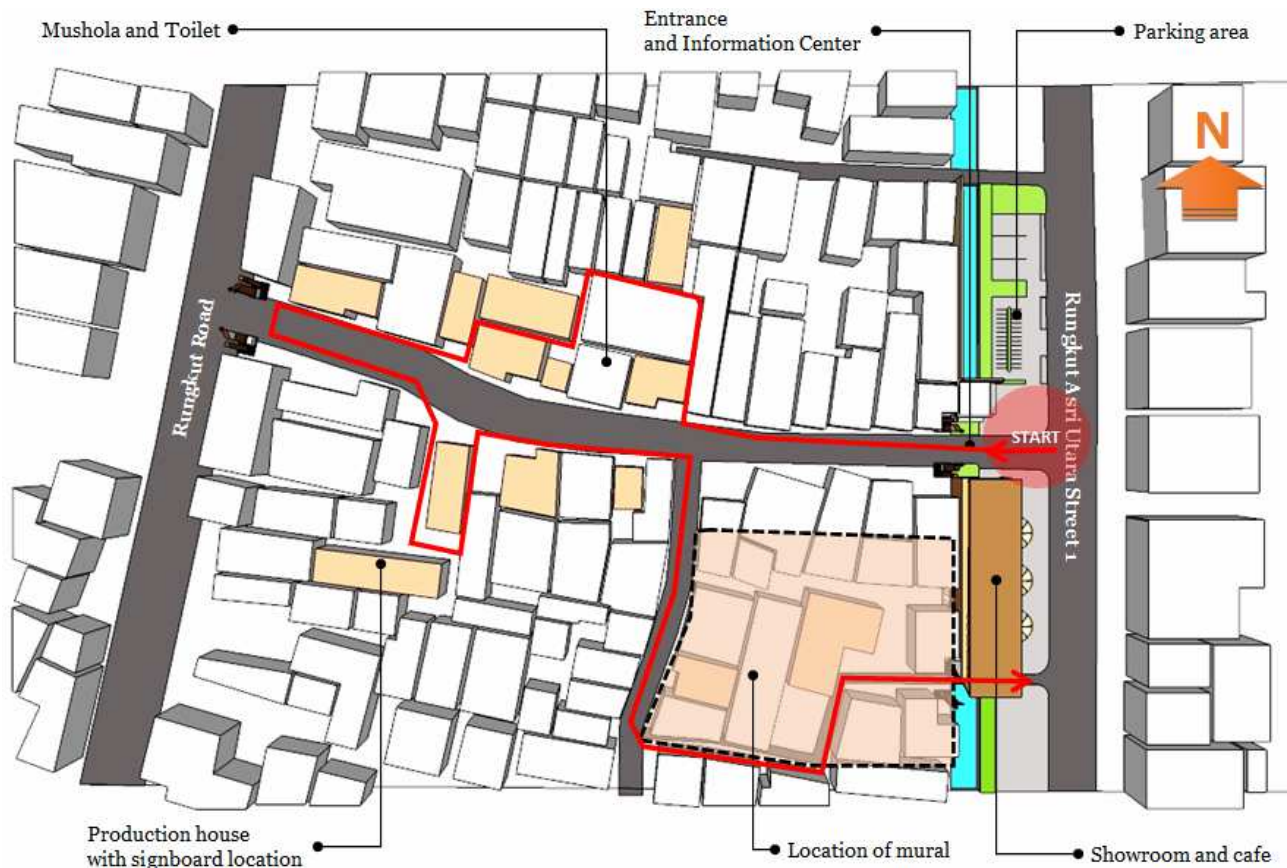 Mushola and Toilet
Entrance
and Information Center
Parking area
N
Rungkut Road
Rungkut Asri Utara Street 1
START
Production house
with signboard location
Location of mural
Showroom and cafe